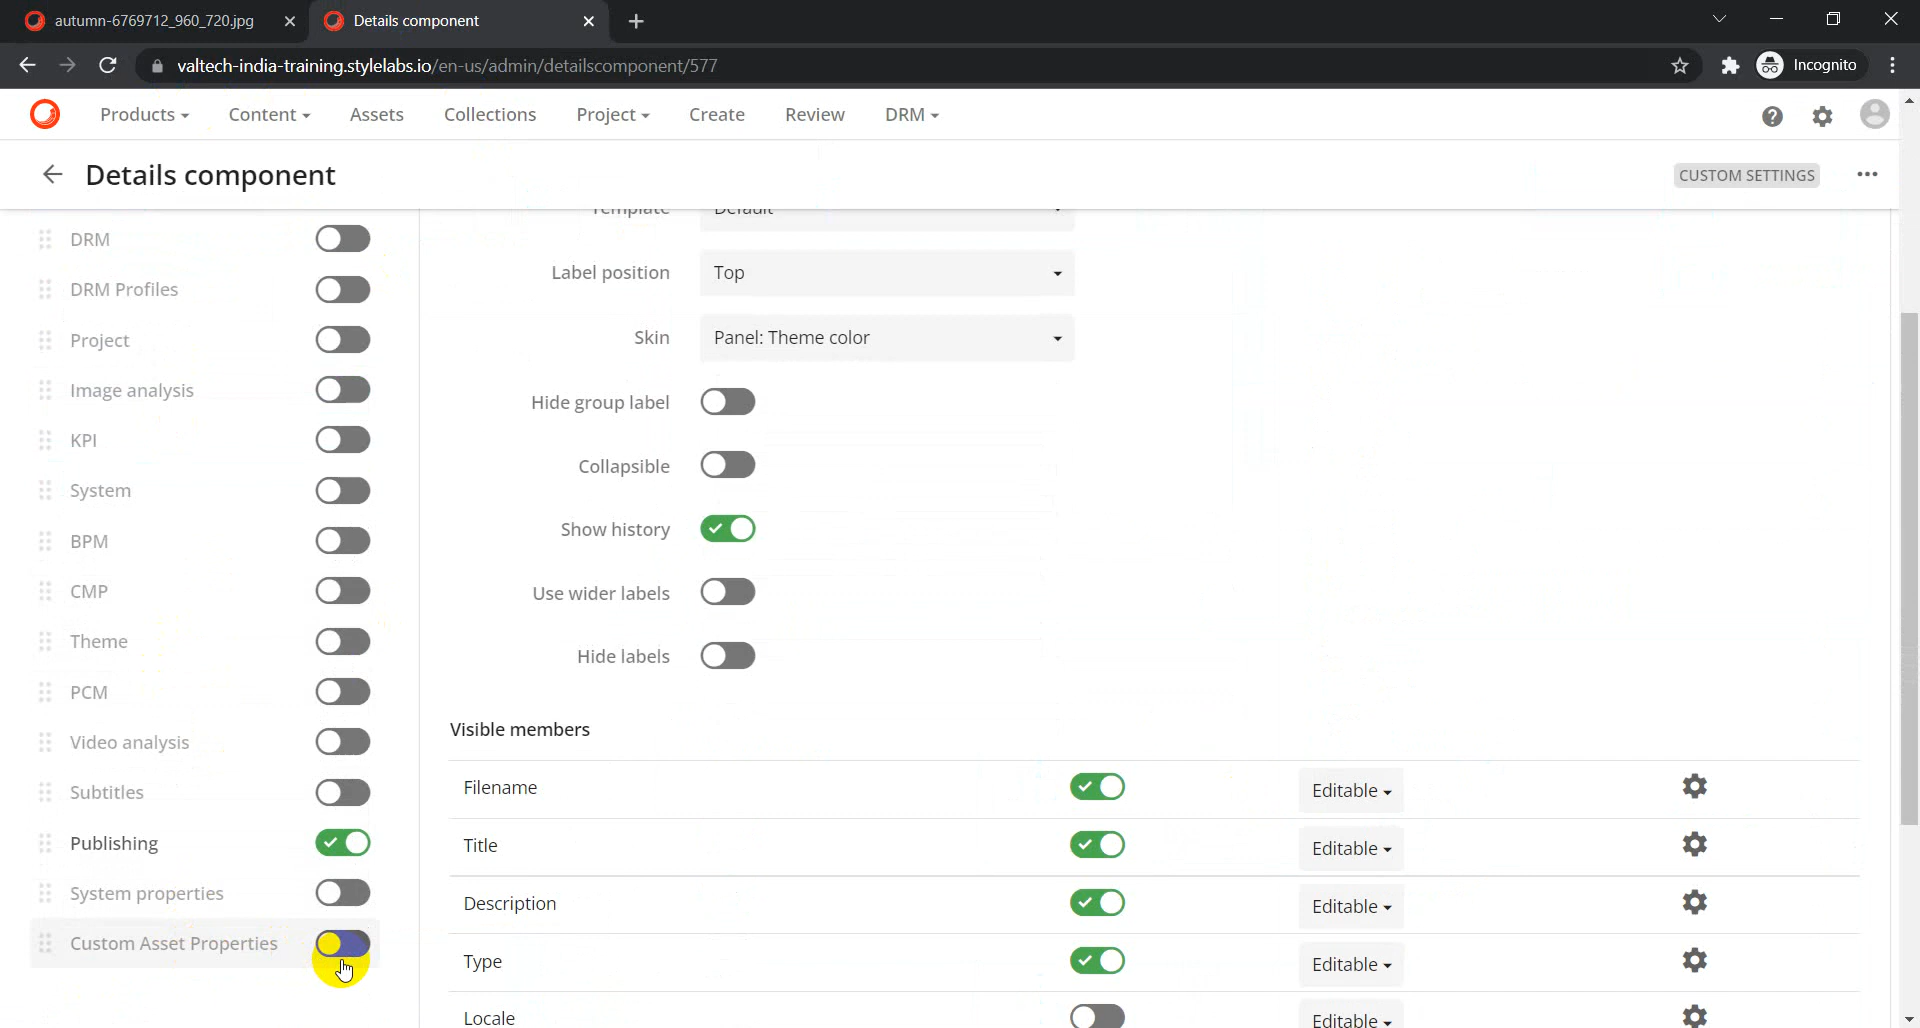 autumn-6769712_960_720.jpg
Details component
valtech-india-training.stylelabs.io/en-us/admin/detailscomponent/577
Incognito
Products
Content
Assets
Collections
Project
Create
Review
DRM
Details component
CUSTOM SETTINGS
DRM
DRM Profiles
Project
Image analysis
KPI
System
BPM
CMP
Theme
PCM
Video analysis
Subtitles
Publishing
System properties
Custom Asset Properties
Template Default
Label position Top
Skin Panel: Theme color
Hide group label
Collapsible
Show history
Use wider labels
Hide labels
Visible members
Filename Editable
Title Editable
Description Editable
Type Editable
Locale Editable